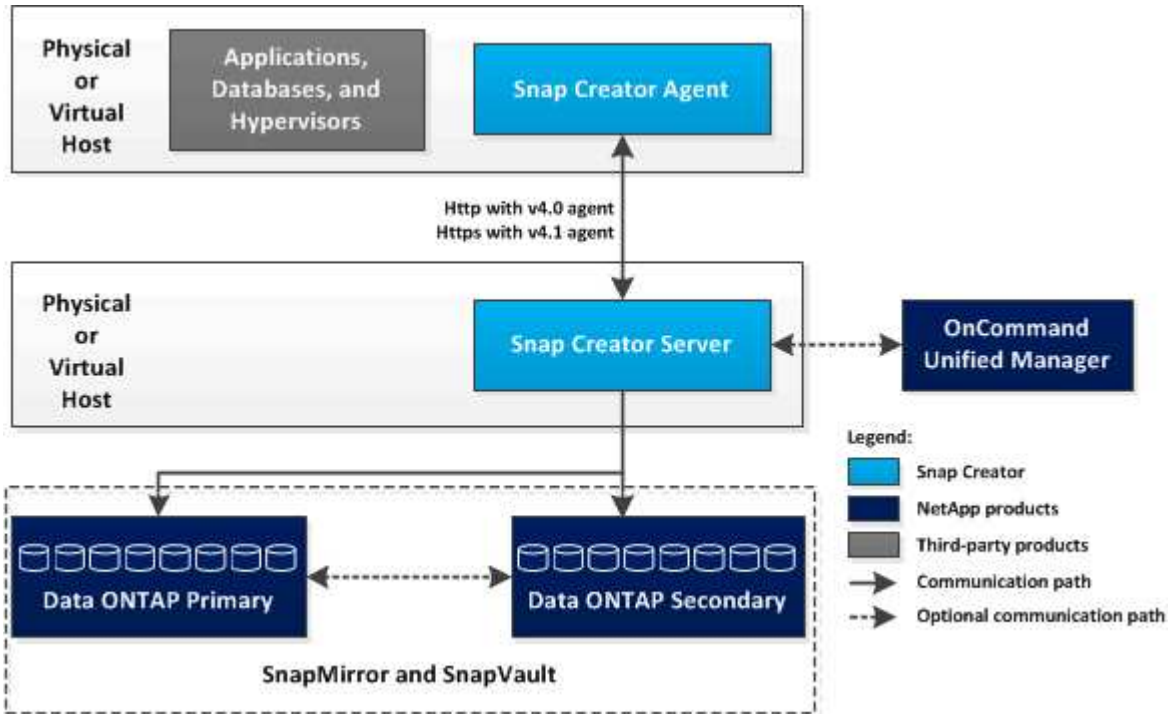 Physical
or
Virtual
Host
Applications,
Databases, and
Hypervisors
Snap Creator Agent
Http with v4.0 agent
Https with v4.1 agent
Physical
or
Virtual
Host
Snap Creator Server
OnCommand
Unified Manager
Legend:
Snap Creator
NetApp products
Third-party products
Communication path
Optional communication path
Data ONTAP Primary
Data ONTAP Secondary
SnapMirror and SnapVault